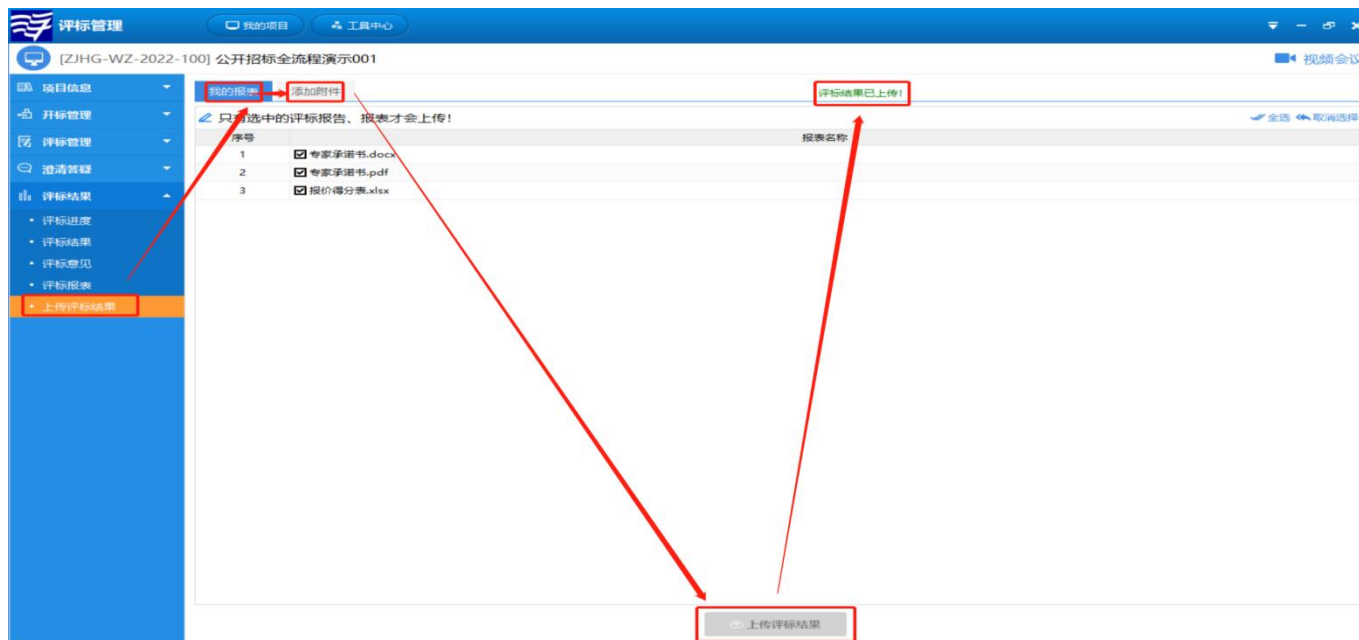 评标管理 我的项目 工具中心
[ZJHG-WZ-2022-100] 公开招标全流程演示001 视频会议
项目信息
开标管理
评标管理
澄清答疑
评标结果
评标进度
评标结果
评标意见
评标报表
上传评标结果
我的报表 添加附件 评标结果已上传!
只有选中的评标报告、报表才会上传! 全选 取消选择
序号 报表名称
1 专家承诺书.docx
2 专家承诺书.pdf
3 报价得分表.xlsx
上传评标结果